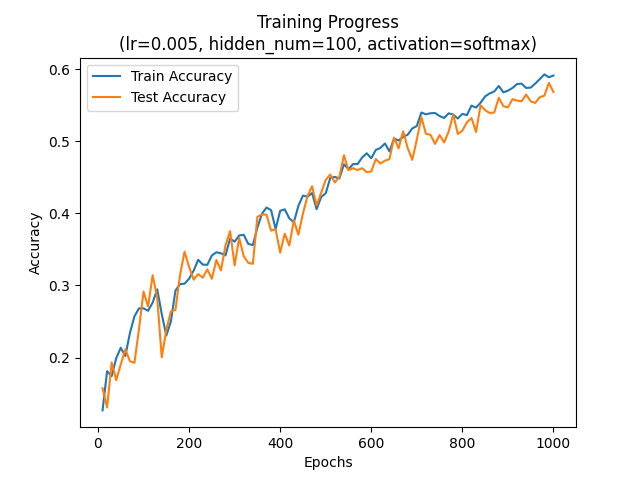 Training Progress
(lr=0.005, hidden_num=100, activation=softmax)
Train Accuracy
Test Accuracy
0.6
0.5
0.4
0.3
0.2
Accuracy
0 200 400 600 800 1000
Epochs